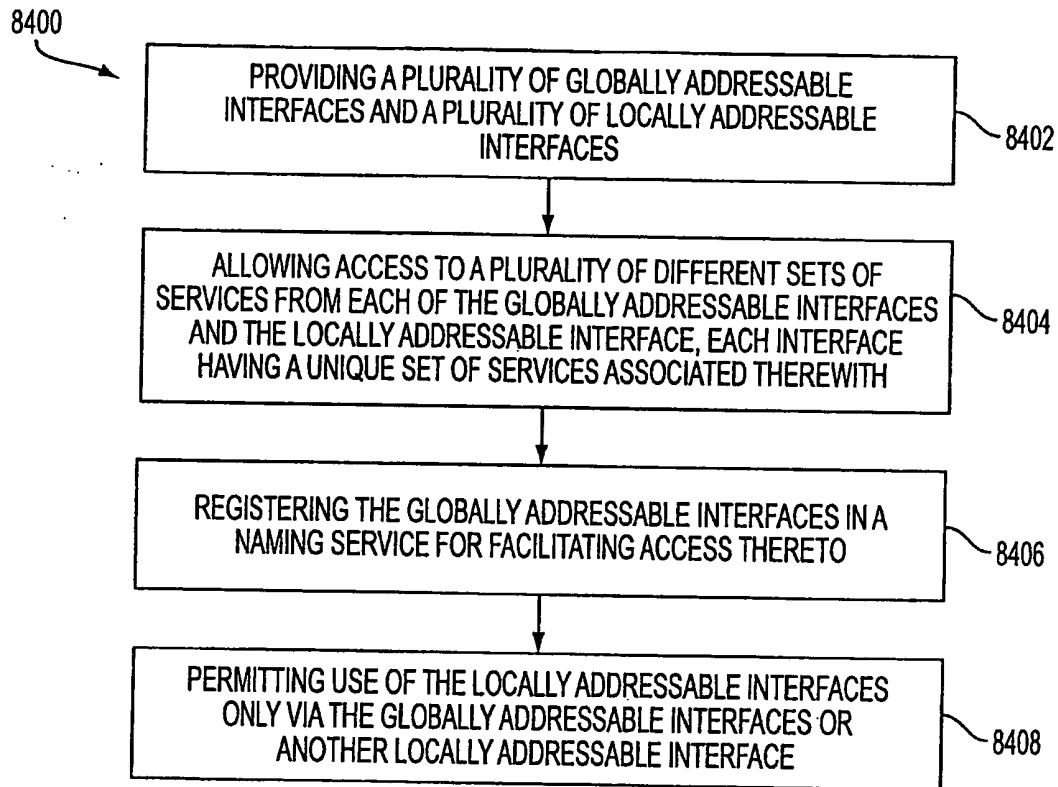 8400
PROVIDING A PLURALITY OF GLOBALLY ADDRESSABLE
INTERFACES AND A PLURALITY OF LOCALLY ADDRESSABLE
INTERFACES
8402
ALLOWING ACCESS TO A PLURALITY OF DIFFERENT SETS OF
SERVICES FROM EACH OF THE GLOBALLY ADDRESSABLE INTERFACES
AND THE LOCALLY ADDRESSABLE INTERFACE, EACH INTERFACE
HAVING A UNIQUE SET OF SERVICES ASSOCIATED THEREWITH
8404
REGISTERING THE GLOBALLY ADDRESSABLE INTERFACES IN A
NAMING SERVICE FOR FACILITATING ACCESS THERETO
8406
PERMITTING USE OF THE LOCALLY ADDRESSABLE INTERFACES
ONLY VIA THE GLOBALLY ADDRESSABLE INTERFACES OR
ANOTHER LOCALLY ADDRESSABLE INTERFACE
8408